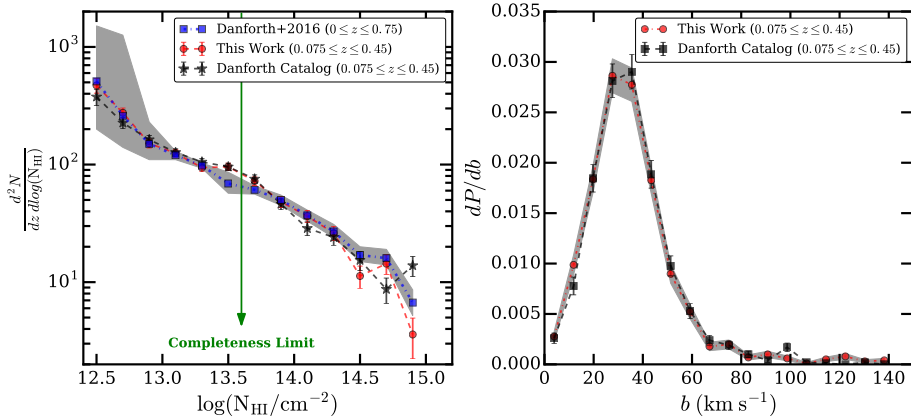 Danforth+2016 (0 ≤ z ≤ 0.75)
This Work (0.075 ≤ z ≤ 0.45)
Danforth Catalog (0.075 ≤ z ≤ 0.45)
10³
10²
10¹
d²N
dz dlog(N_HI)
Completeness Limit
12.5 13.0 13.5 14.0 14.5 15.0
log(N_HI/cm⁻²)
This Work (0.075 ≤ z ≤ 0.45)
Danforth Catalog (0.075 ≤ z ≤ 0.45)
0.035
0.030
0.025
0.020
0.015
0.010
0.005
0.000
dP/db
0 20 40 60 80 100 120 140
b (km s⁻¹)